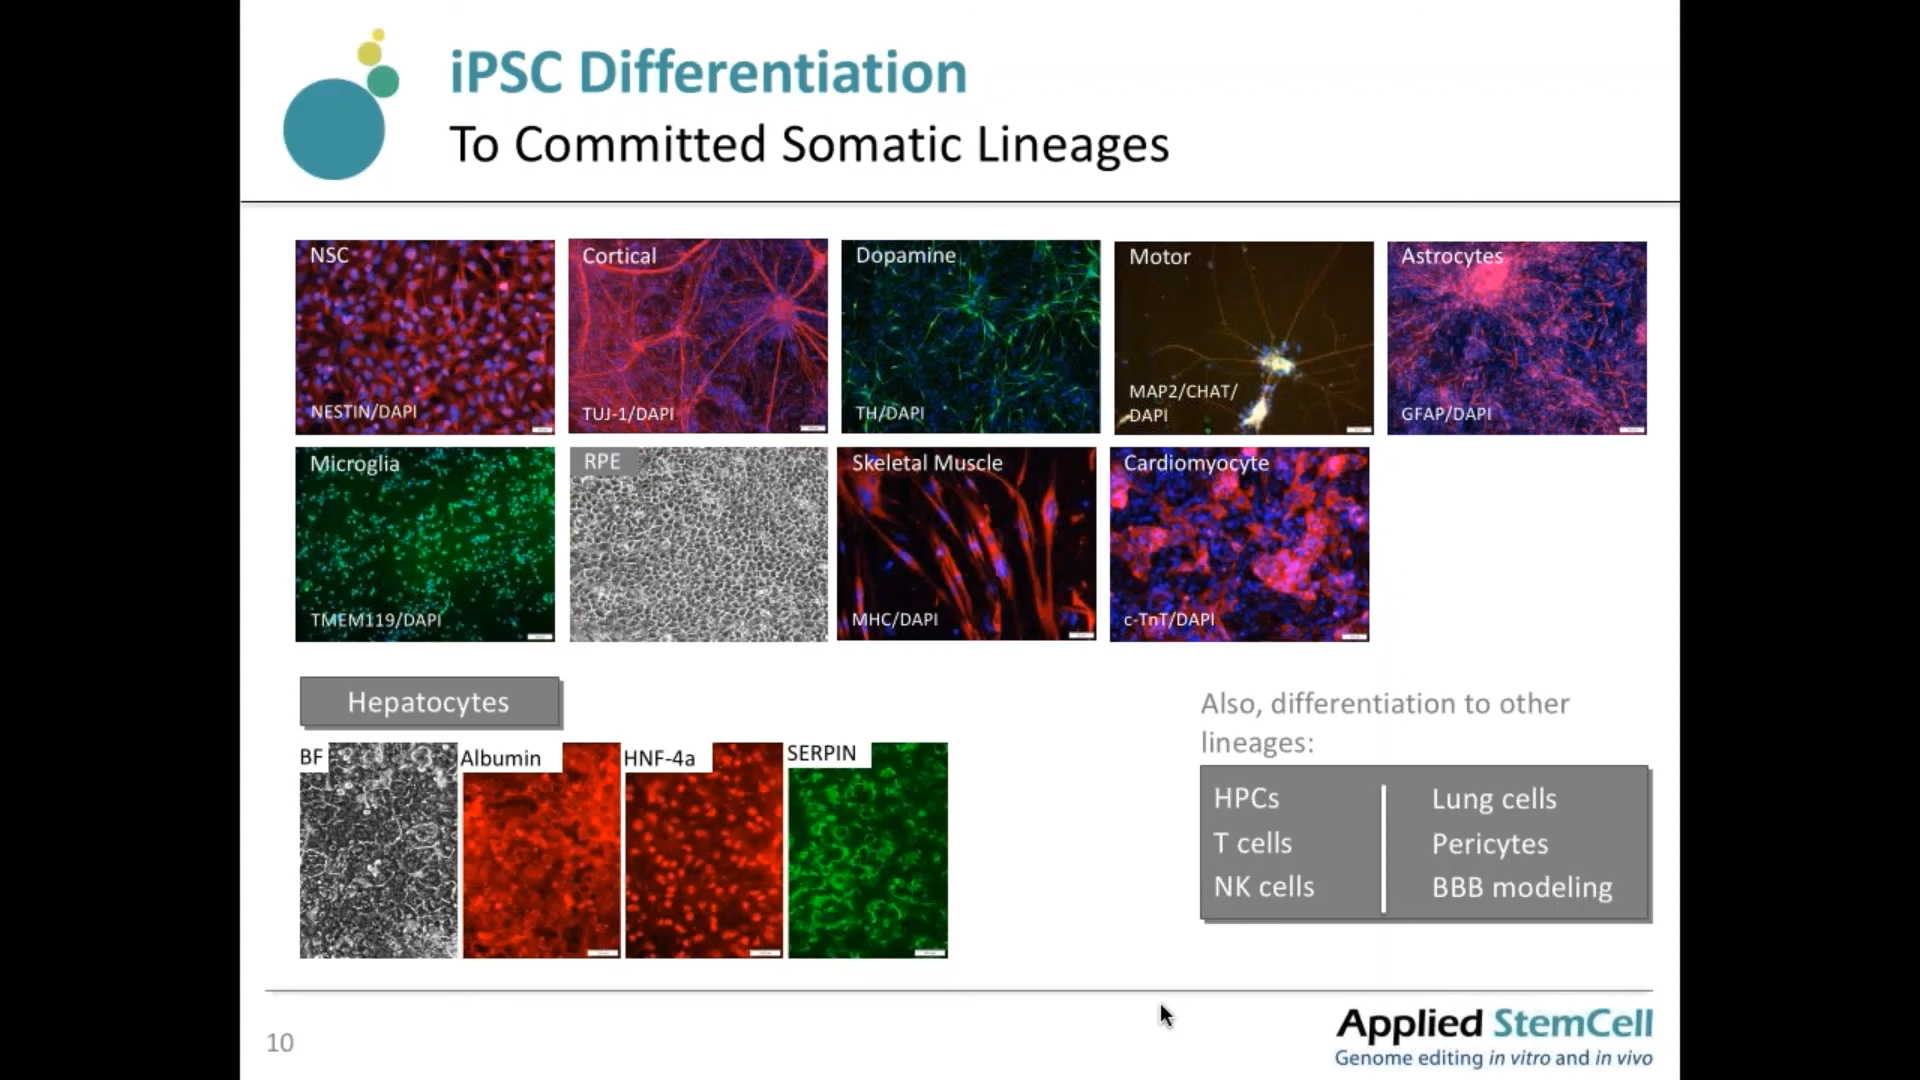 iPSC Differentiation
To Committed Somatic Lineages
NSC
NESTIN/DAPI
Cortical
TUJ-1/DAPI
Dopamine
TH/DAPI
Motor
MAP2/CHAT/
DAPI
Astrocytes
GFAP/DAPI
Microglia
TMEM119/DAPI
RPE
Skeletal Muscle
MHC/DAPI
Cardiomyocyte
c-TnT/DAPI
Hepatocytes
BF
Albumin
HNF-4a
SERPIN
Also, differentiation to other
lineages:
HPCs
T cells
NK cells
Lung cells
Pericytes
BBB modeling
10
Applied StemCell
Genome editing in vitro and in vivo